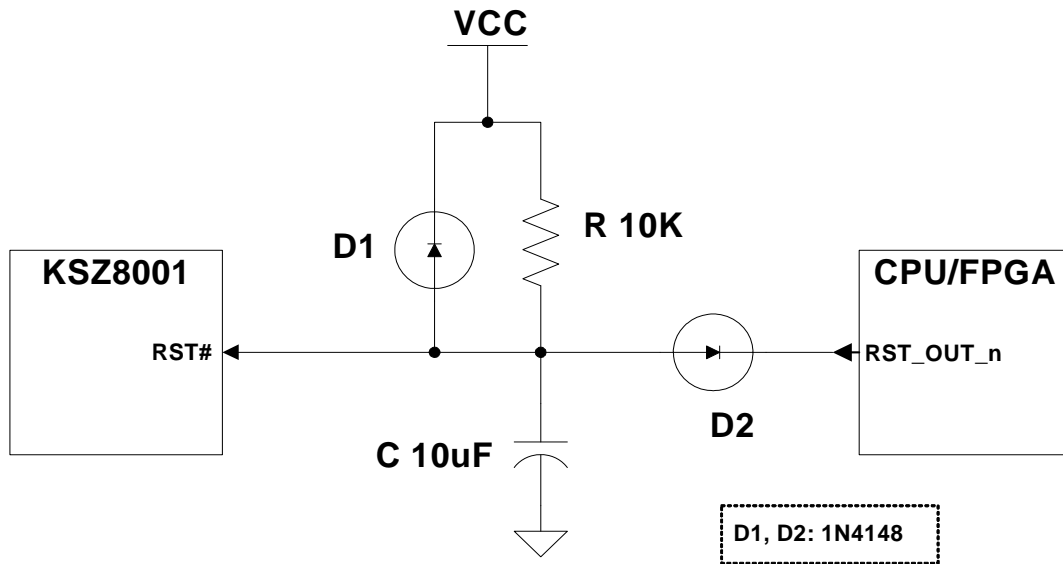 VCC
D1
R 10K
KSZ8001
CPU/FPGA
RST#
RST_OUT_n
D2
C 10uF
D1, D2: 1N4148